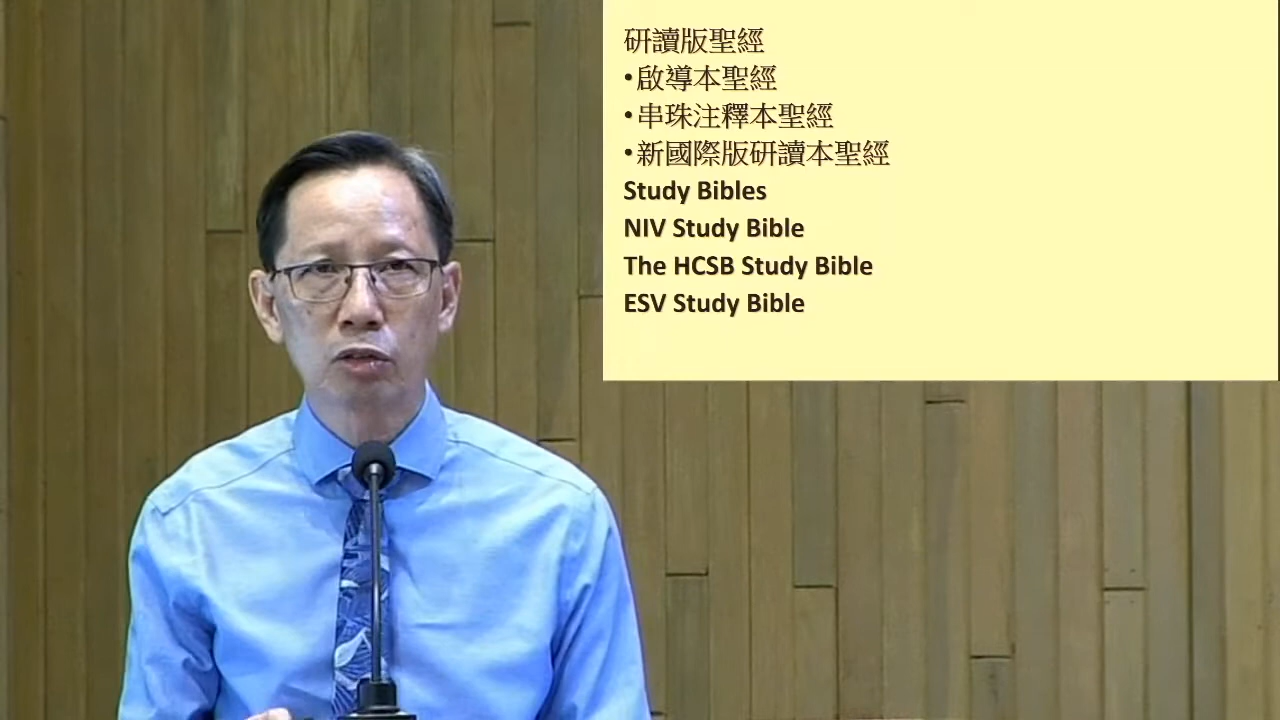 研讀版聖經
•啟導本聖經
•串珠注釋本聖經
•新國際版研讀本聖經
Study Bibles
NIV Study Bible
The HCSB Study Bible
ESV Study Bible